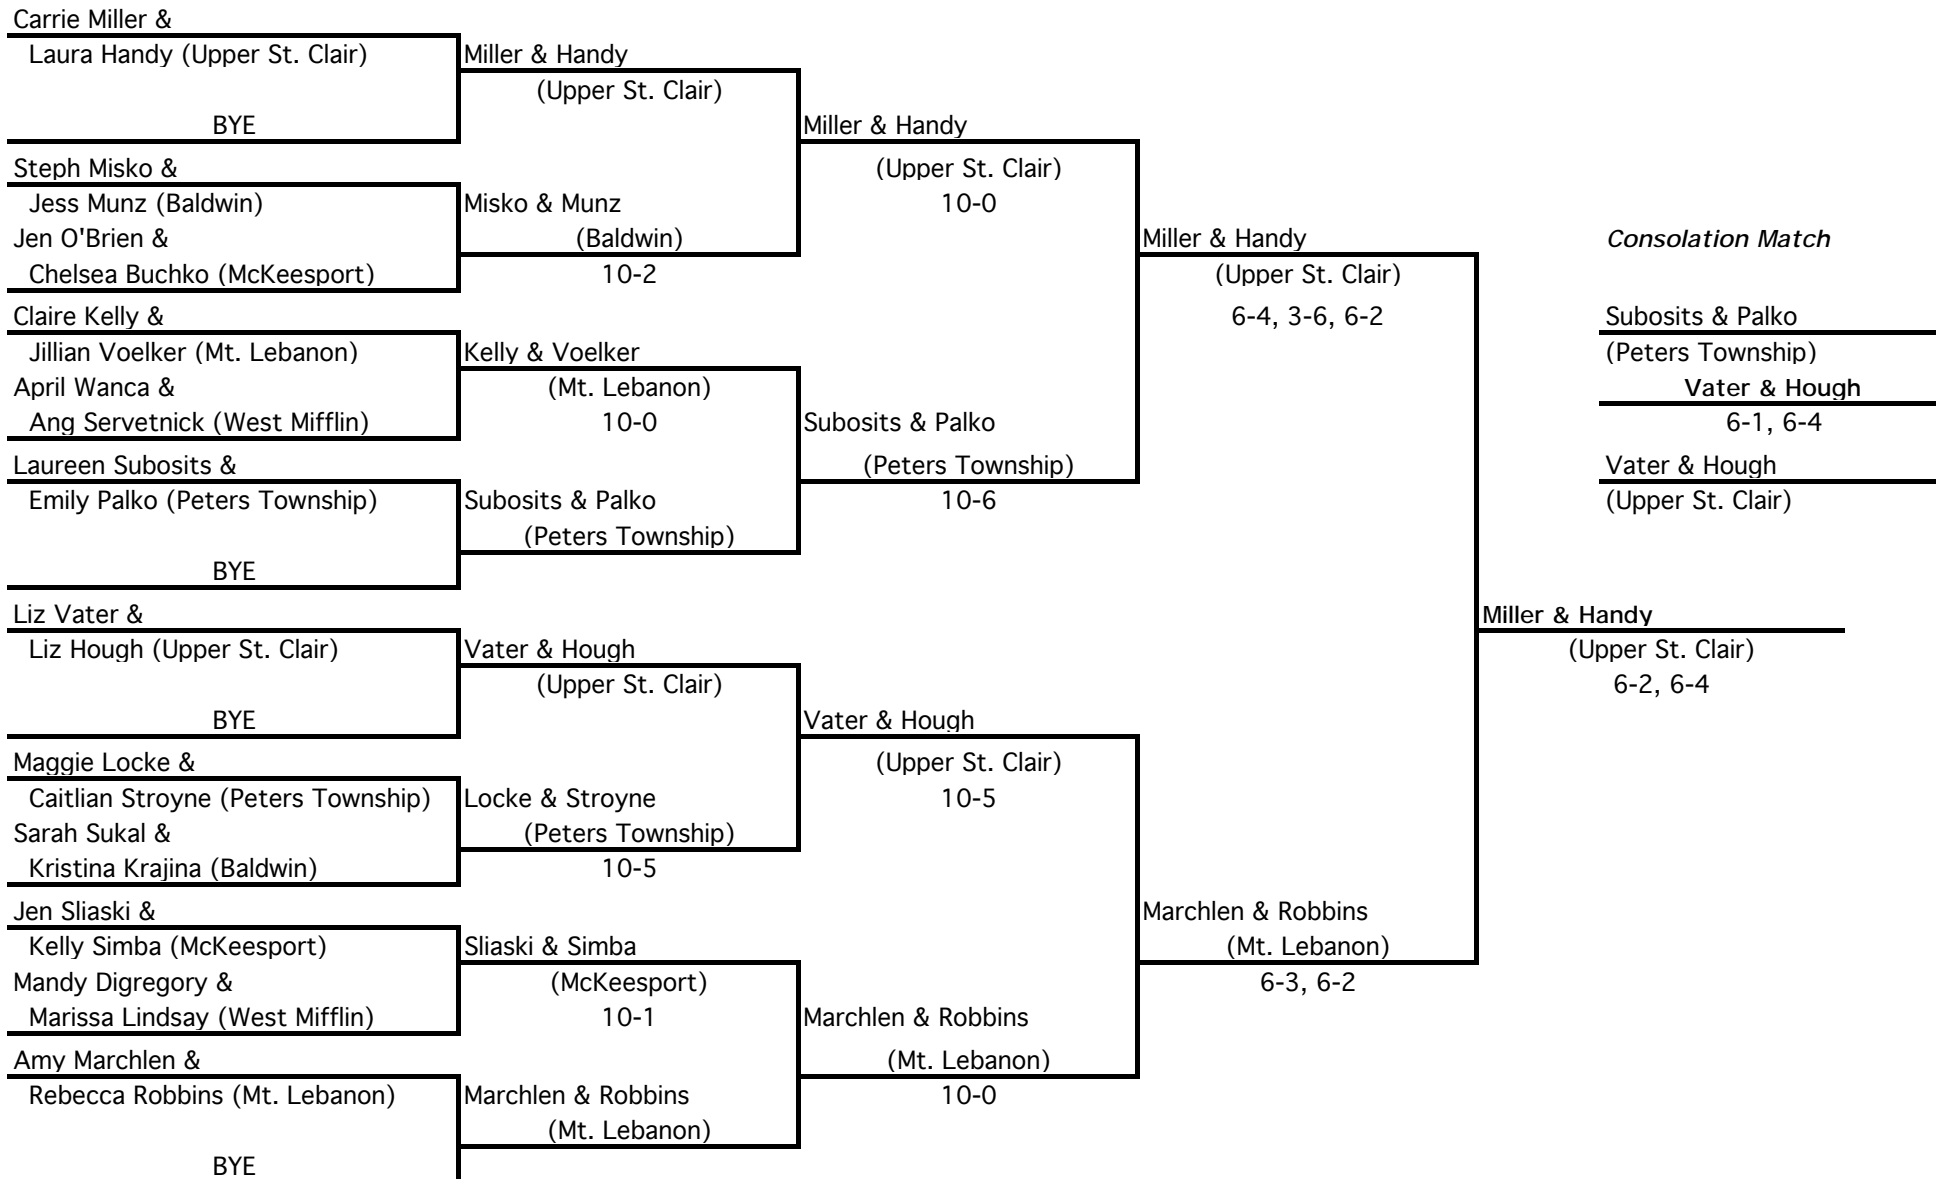 Carrie Miller &
Laura Handy (Upper St. Clair)
BYE
Steph Misko &
Jess Munz (Baldwin)
Jen O'Brien &
Chelsea Buchko (McKeesport)
Claire Kelly &
Jillian Voelker (Mt. Lebanon)
April Wanca &
Ang Servetnick (West Mifflin)
Laureen Subosits &
Emily Palko (Peters Township)
BYE
Liz Vater &
Liz Hough (Upper St. Clair)
BYE
Maggie Locke &
Caitlian Stroyne (Peters Township)
Sarah Sukal &
Kristina Krajina (Baldwin)
Jen Sliaski &
Kelly Simba (McKeesport)
Mandy Digregory &
Marissa Lindsay (West Mifflin)
Amy Marchlen &
Rebecca Robbins (Mt. Lebanon)
BYE
Miller & Handy
(Upper St. Clair)
Misko & Munz
(Baldwin)
10-2
Kelly & Voelker
(Mt. Lebanon)
10-0
Subosits & Palko
(Peters Township)
Vater & Hough
(Upper St. Clair)
Locke & Stroyne
(Peters Township)
10-5
Sliaski & Simba
(McKeesport)
10-1
Marchlen & Robbins
(Mt. Lebanon)
Miller & Handy
(Upper St. Clair)
10-0
Subosits & Palko
(Peters Township)
10-6
Vater & Hough
(Upper St. Clair)
10-5
Marchlen & Robbins
(Mt. Lebanon)
10-0
Miller & Handy
(Upper St. Clair)
6-4, 3-6, 6-2
Marchlen & Robbins
(Mt. Lebanon)
6-3, 6-2
Miller & Handy
(Upper St. Clair)
6-2, 6-4
Consolation Match
Subosits & Palko
(Peters Township)
Vater & Hough
6-1, 6-4
Vater & Hough
(Upper St. Clair)